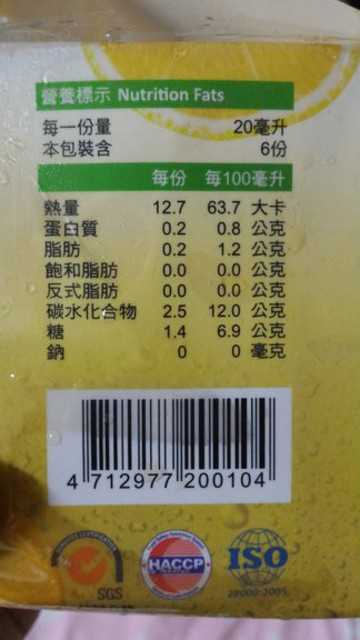 營養標示 Nutrition Fats
每一份量 20毫升
本包裝含 6份
每份 每100毫升
熱量 12.7 63.7 大卡
蛋白質 0.2 0.8 公克
脂肪 0.2 1.2 公克
飽和脂肪 0.0 0.0 公克
反式脂肪 0.0 0.0 公克
碳水化合物 2.5 12.0 公克
糖 1.4 6.9 公克
鈉 0 0 毫克
4 712977 200104
SGS
HACCP
ISO
22000:2005